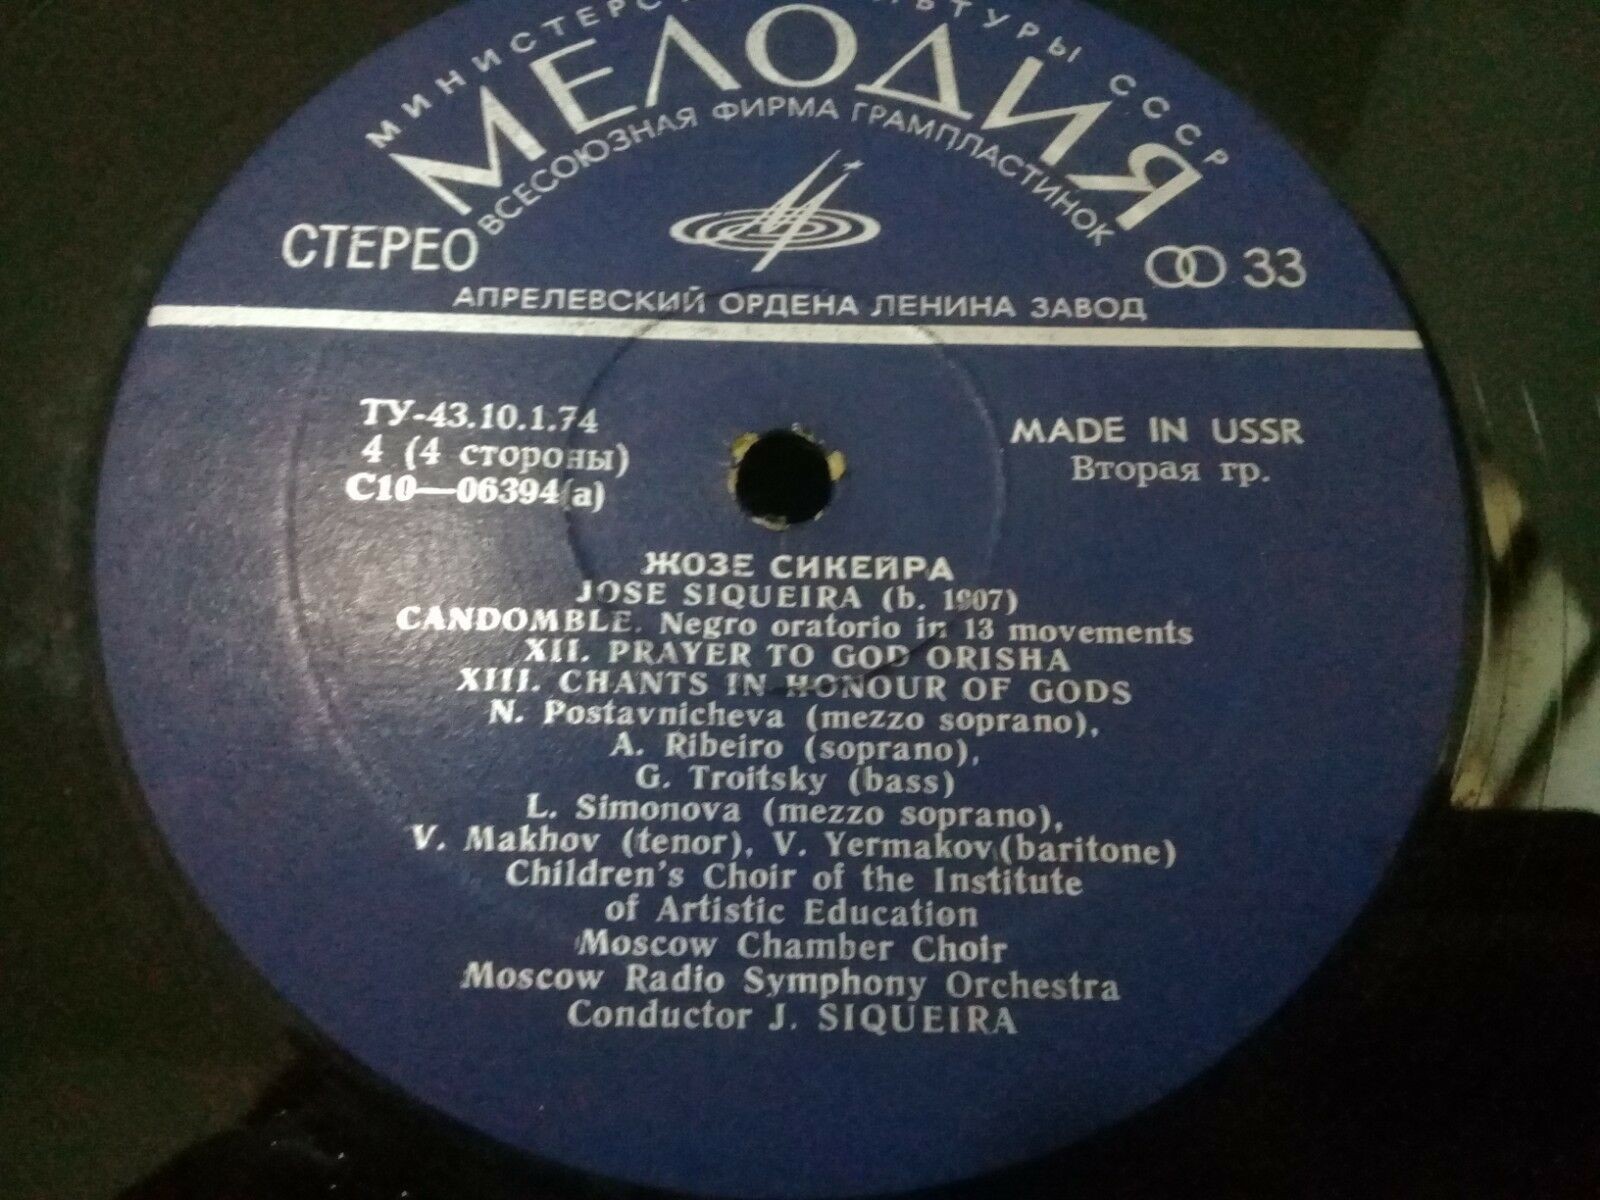 МИНИСТЕРСТВО КУЛЬТУРЫ СССР
МЕЛОДИЯ
ВСЕСОЮЗНАЯ ФИРМА ГРАМПЛАСТИНОК
СТЕРЕО
33
АПРЕЛЕВСКИЙ ОРДЕНА ЛЕНИНА ЗАВОД
ТУ-43.10.1.74
4 (4 стороны)
С10—06394(а)
MADE IN USSR
Вторая гр.
ЖОЗЕ СИКЕЙРА
JOSE SIQUEIRA (b. 1907)
CANDOMBLE. Negro oratorio in 13 movements
XII. PRAYER TO GOD ORISHA
XIII. CHANTS IN HONOUR OF GODS
N. Postavnicheva (mezzo soprano),
A. Ribeiro (soprano),
G. Troitsky (bass)
L. Simonova (mezzo soprano),
V. Makhov (tenor), V. Yermakov (baritone)
Children's Choir of the Institute
of Artistic Education
Moscow Chamber Choir
Moscow Radio Symphony Orchestra
Conductor J. SIQUEIRA